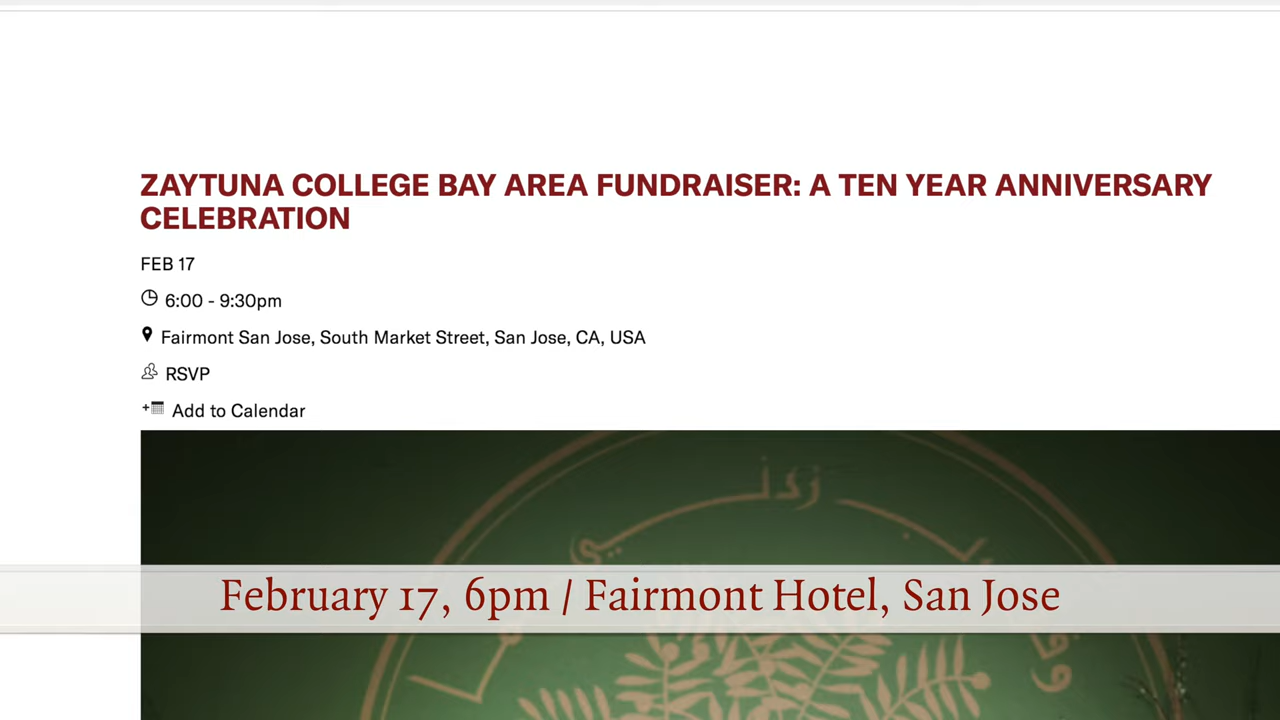 ZAYTUNA COLLEGE BAY AREA FUNDRAISER: A TEN YEAR ANNIVERSARY
CELEBRATION
FEB 17
6:00 - 9:30pm
Fairmont San Jose, South Market Street, San Jose, CA, USA
RSVP
Add to Calendar
زدني
February 17, 6pm / Fairmont Hotel, San Jose